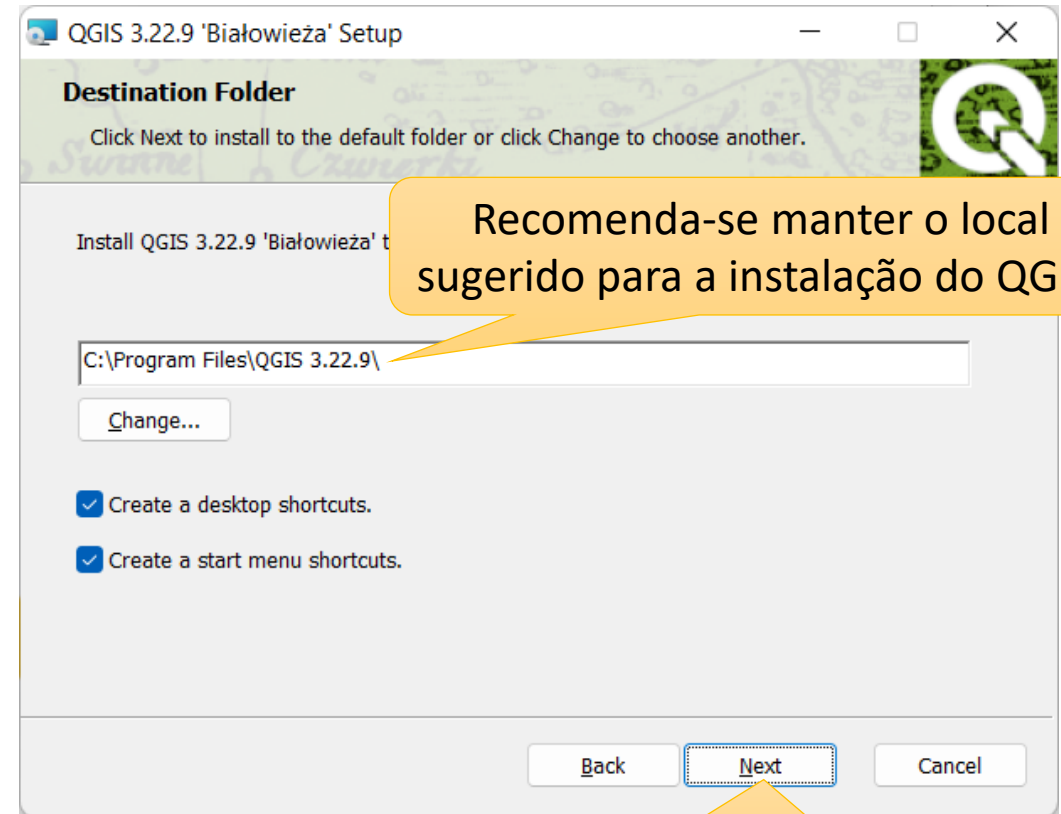 QGIS 3.22.9 'Białowieża' Setup
Destination Folder
Click Next to install to the default folder or click Change to choose another.
Swinne Czwierki
Install QGIS 3.22.9 'Białowieża' t
Recomenda-se manter o local
sugerido para a instalação do QG
C:\Program Files\QGIS 3.22.9\
Change...
Create a desktop shortcuts.
Create a start menu shortcuts.
Back Next Cancel